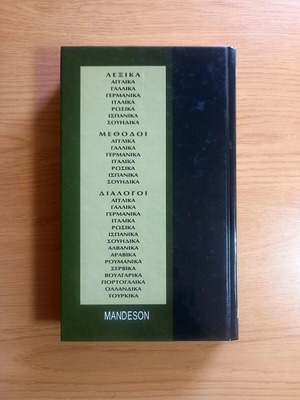 ΛΕΞΙΚΑ
ΑΓΓΛΙΚΑ
ΓΑΛΛΙΚΑ
ΓΕΡΜΑΝΙΚΑ
ΙΤΑΛΙΚΑ
ΡΩΣΙΚΑ
ΙΣΠΑΝΙΚΑ
ΣΟΥΗΔΙΚΑ
ΜΕΘΟΔΟΙ
ΑΓΓΛΙΚΑ
ΓΑΛΛΙΚΑ
ΓΕΡΜΑΝΙΚΑ
ΙΤΑΛΙΚΑ
ΡΩΣΙΚΑ
ΙΣΠΑΝΙΚΑ
ΣΟΥΗΔΙΚΑ
ΔΙΑΛΟΓΟΙ
ΑΓΓΛΙΚΑ
ΓΑΛΛΙΚΑ
ΓΕΡΜΑΝΙΚΑ
ΙΤΑΛΙΚΑ
ΡΩΣΙΚΑ
ΙΣΠΑΝΙΚΑ
ΣΟΥΗΔΙΚΑ
ΑΛΒΑΝΙΚΑ
ΑΡΑΒΙΚΑ
ΡΟΥΜΑΝΙΚΑ
ΣΕΡΒΙΚΑ
ΒΟΥΛΓΑΡΙΚΑ
ΠΟΡΤΟΓΑΛΙΚΑ
ΟΛΛΑΝΔΙΚΑ
ΤΟΥΡΚΙΚΑ
MANDESON